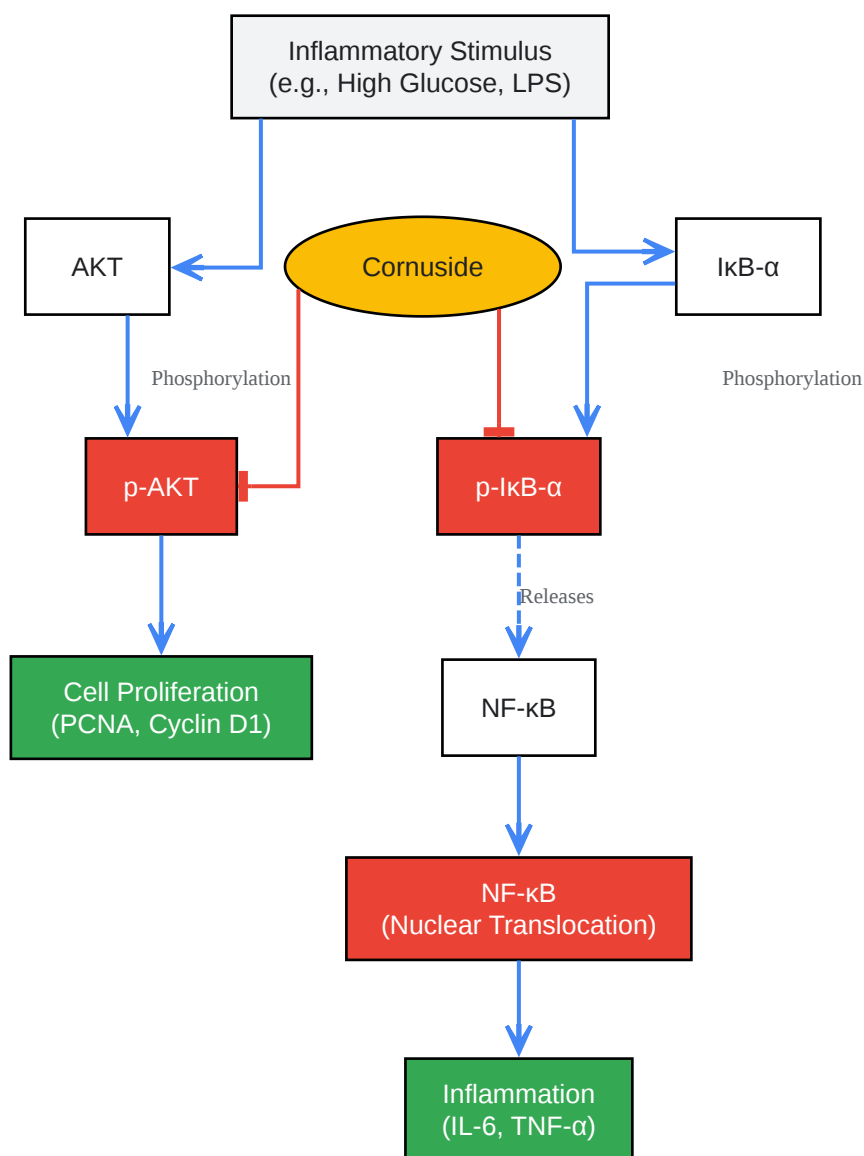 Inflammatory Stimulus
(e.g., High Glucose, LPS)
AKT
Cornuside
IκB-α
Phosphorylation
Phosphorylation
p-AKT
p-IκB-α
Releases
Cell Proliferation
(PCNA, Cyclin D1)
NF-κB
NF-κB
(Nuclear Translocation)
Inflammation
(IL-6, TNF-α)